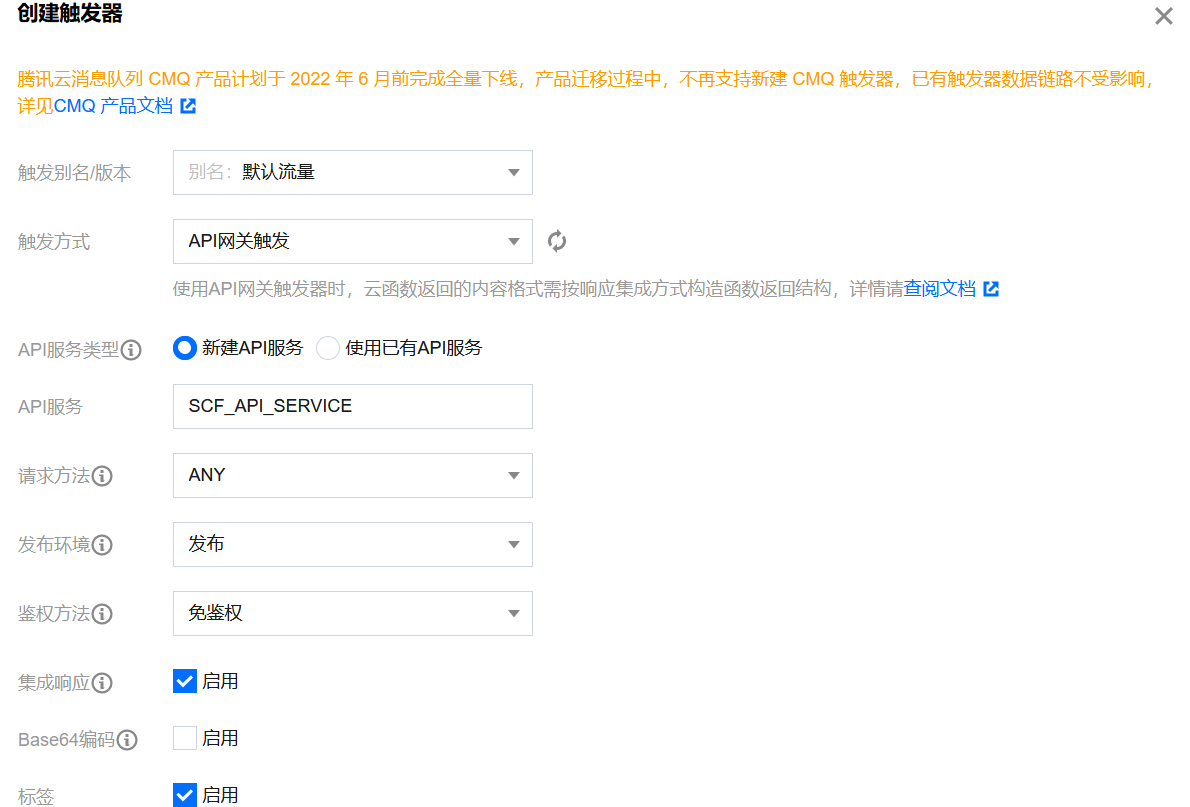 创建触发器
腾讯云消息队列 CMQ 产品计划于 2022 年 6 月前完成全量下线，产品迁移过程中，不再支持新建 CMQ 触发器，已有触发器数据链路不受影响，
详见CMQ 产品文档
触发别名/版本 别名：默认流量
触发方式 API网关触发
使用API网关触发器时，云函数返回的内容格式需按响应集成方式构造函数返回结构，详情请查阅文档
API服务类型 新建API服务 使用已有API服务
API服务 SCF_API_SERVICE
请求方法 ANY
发布环境 发布
鉴权方法 免鉴权
集成响应 启用
Base64编码 启用
标签 启用